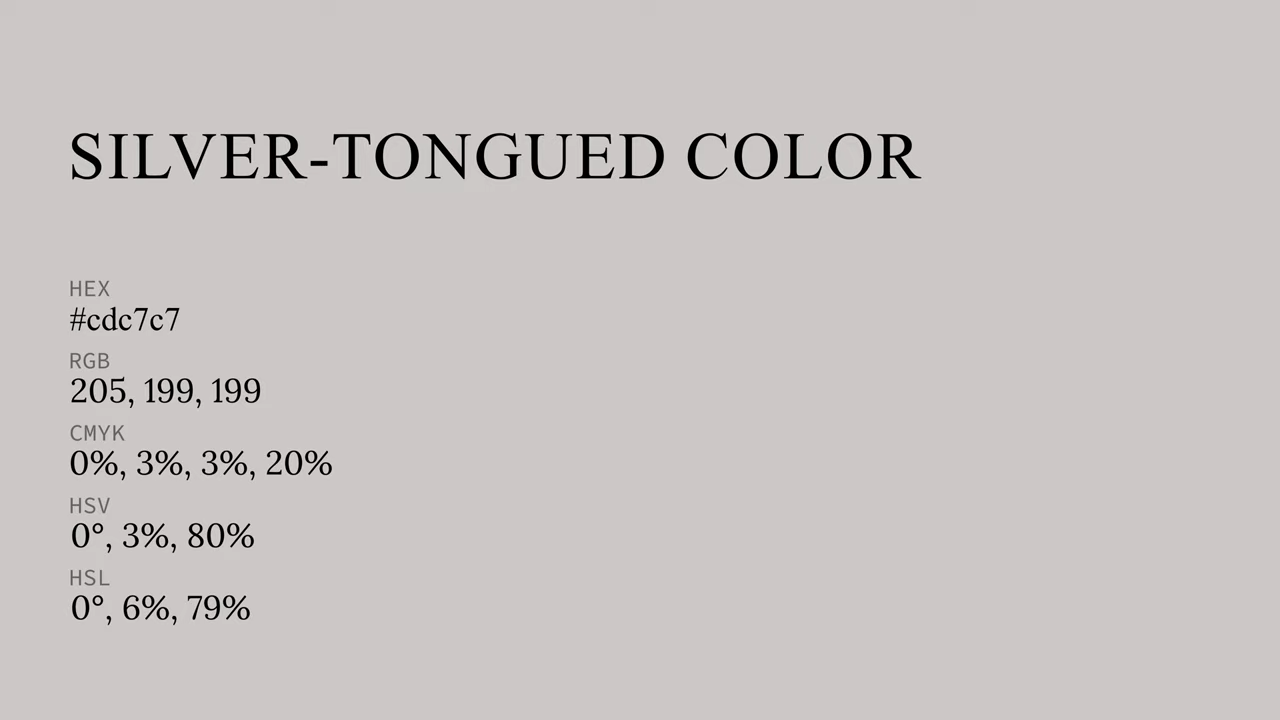 SILVER-TONGUED COLOR
HEX
#cdc7c7
RGB
205, 199, 199
CMYK
0%, 3%, 3%, 20%
HSV
0°, 3%, 80%
HSL
0°, 6%, 79%